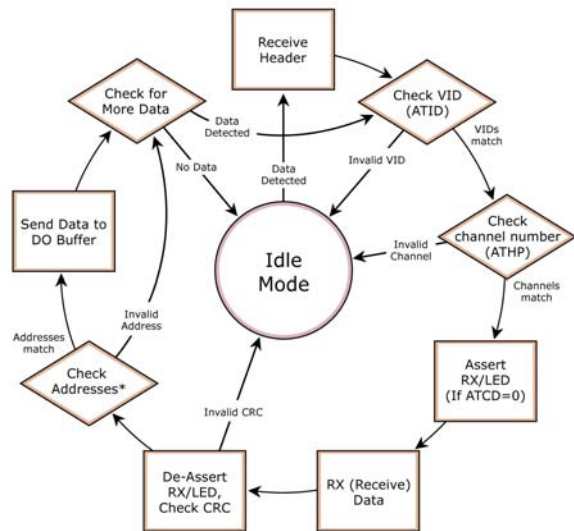 Receive
Header
Check for
More Data
Check VID
(ATID)
Data
Detected
VIDs
match
No Data
Data
Detected
Invalid VID
Send Data to
DO Buffer
Idle
Mode
Invalid
Channel
Check
channel number
(ATHP)
Invalid
Address
Channels
match
Addresses
match
Check
Addresses*
Assert
RX/LED
(If ATCD=0)
Invalid CRC
De-Assert
RX/LED,
Check CRC
RX (Receive)
Data